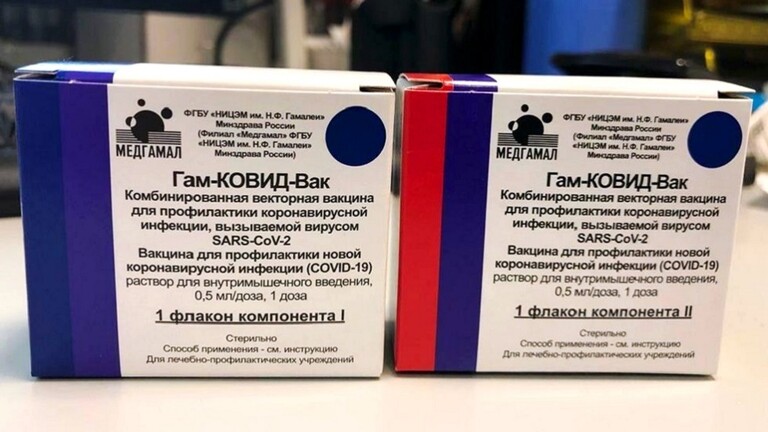 ФГБУ «НИЦЭМ им. Н.Ф. Гамалеи»
Минздрава России
(Филиал «Медгамал» ФГБУ
«НИЦЭМ им. Н.Ф. Гамалеи»
Минздрава России)
МЕДГАМАЛ
Гам-КОВИД-Вак
Комбинированная векторная вакцина
для профилактики коронавирусной
инфекции, вызываемой вирусом
SARS-CoV-2
Вакцина для профилактики новой
коронавирусной инфекции (COVID-19)
раствор для внутримышечного введения,
0,5 мл/доза, 1 доза
1 флакон компонента I
Стерильно
Способ применения - см. инструкцию
Для лечебно-профилактических учреждений
ФГБУ «НИЦЭМ им. Н.Ф. Гамалеи»
Минздрава России
(Филиал «Медгамал» ФГБУ
«НИЦЭМ им. Н.Ф. Гамалеи»
Минздрава России)
МЕДГАМАЛ
Гам-КОВИД-Вак
Комбинированная векторная вакцина
для профилактики коронавирусной
инфекции, вызываемой вирусом
SARS-CoV-2
Вакцина для профилактики новой
коронавирусной инфекции (COVID-19)
раствор для внутримышечного введения,
0,5 мл/доза, 1 доза
1 флакон компонента II
Стерильно
Способ применения - см. инструкцию
Для лечебно-профилактических учреждений